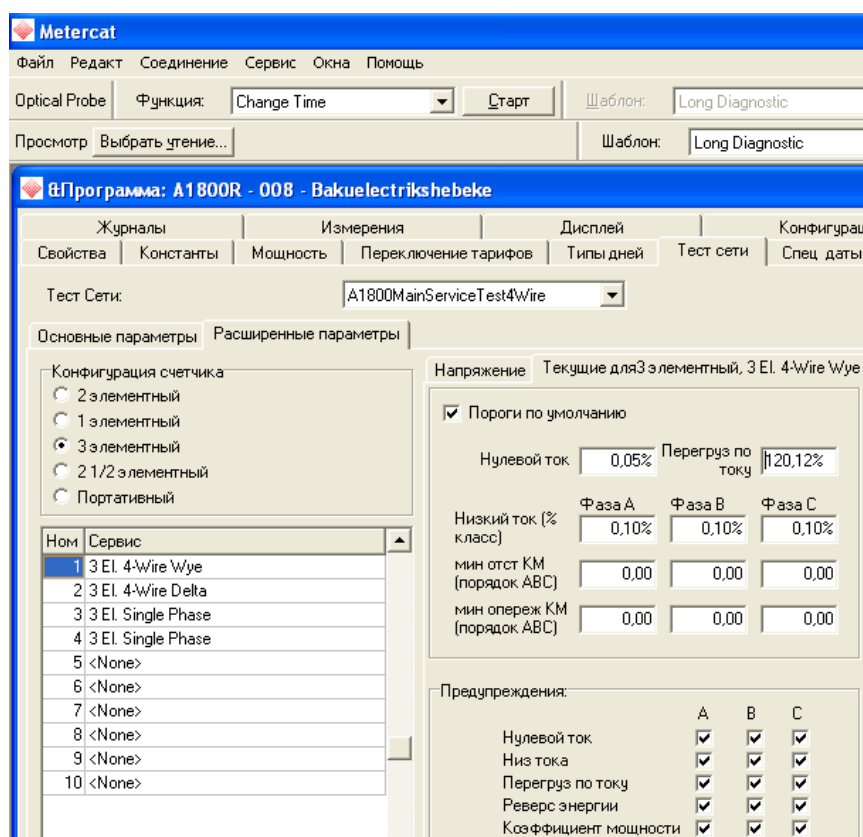 Metercat
Файл Редакт Соединение Сервис Окна Помощь
Optical Probe Функция: Change Time Старт Шаблон: Long Diagnostic
Просмотр Выбрать чтение... Шаблон: Long Diagnostic
&Программа: A1800R - 008 - Bakuelectrikshebeke
Журналы Измерения Дисплей Конфигурац
Свойства Константы Мощность Переключение тарифов Типы дней Тест сети Спец. даты
Тест Сети: A1800MainServiceTest4Wire
Основные параметры Расширенные параметры
Конфигурация счетчика
2 элементный
1 элементный
3 элементный
2 1/2 элементный
Портативный
Ном Сервис
1 3 El. 4-Wire Wye
2 3 El. 4-Wire Delta
3 3 El. Single Phase
4 3 El. Single Phase
5 <None>
6 <None>
7 <None>
8 <None>
9 <None>
10 <None>
Напряжение Текущие для3 элементный, 3 El. 4-Wire Wye
Пороги по умолчанию
Нулевой ток 0,05% Перегруз по току 120,12%
Фаза A Фаза B Фаза C
Низкий ток (% класс) 0,10% 0,10% 0,10%
мин отст КМ (порядок ABC) 0,00 0,00 0,00
мин опереж КМ (порядок ABC) 0,00 0,00 0,00
Предупреждения:
A B C
Нулевой ток
Низ тока
Перегруз по току
Реверс энергии
Коэффициент мощности